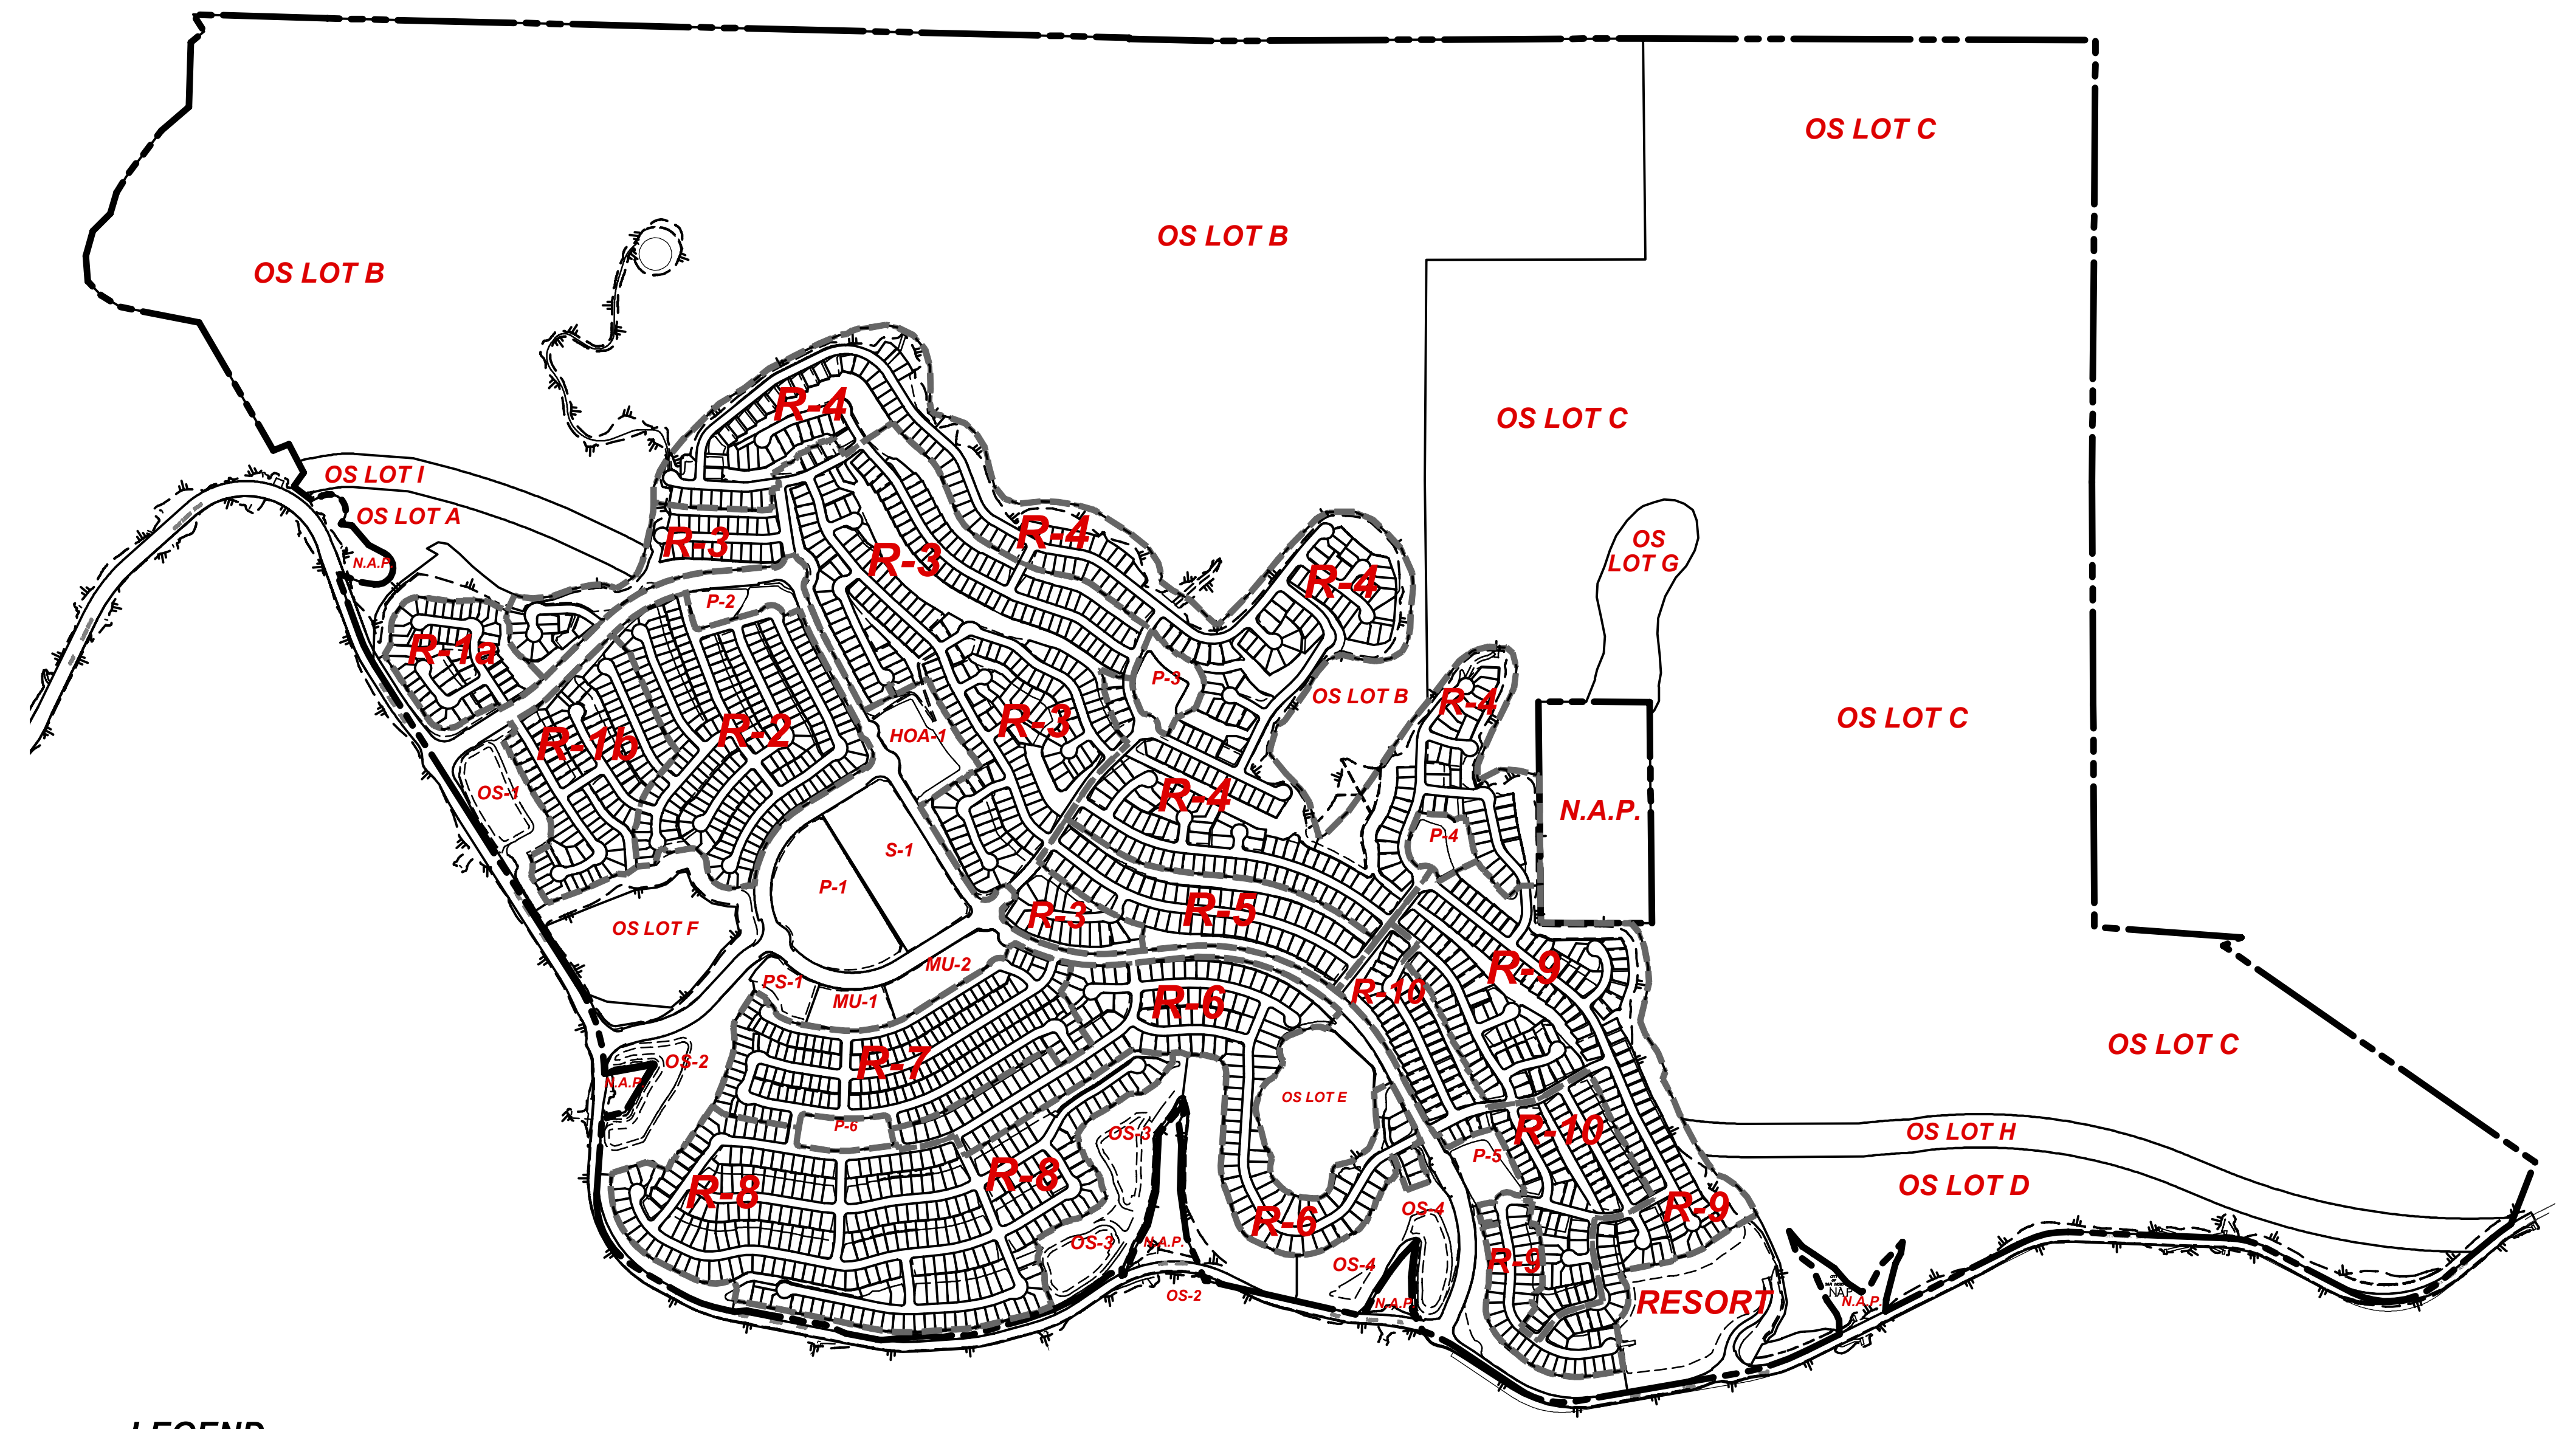 OS LOT C
OS LOT B
OS LOT B
R-4
OS LOT C
OS LOT I
OS LOT A
R-4
R-3
R-3
OS
LOT G
N.A.P.
R-4
P-2
R-1a
P-3
OS LOT B
R-4
OS LOT C
R-3
R-2
HOA-1
R-1b
OS-1
R-4
N.A.P.
P-4
S-1
P-1
R-5
R-3
OS LOT F
MU-2
R-9
PS-1
R-10
MU-1
R-6
OS LOT C
R-7
OS-2
N.A.P.
OS LOT E
P-6
OS-3
R-10
OS LOT H
P-5
R-8
OS LOT D
R-8
R-9
OS-4
R-6
OS-3
N.A.P.
R-9
OS-4
OS-2
NAP
N.A.P.
RESORT
N.A.P.
LEGEND